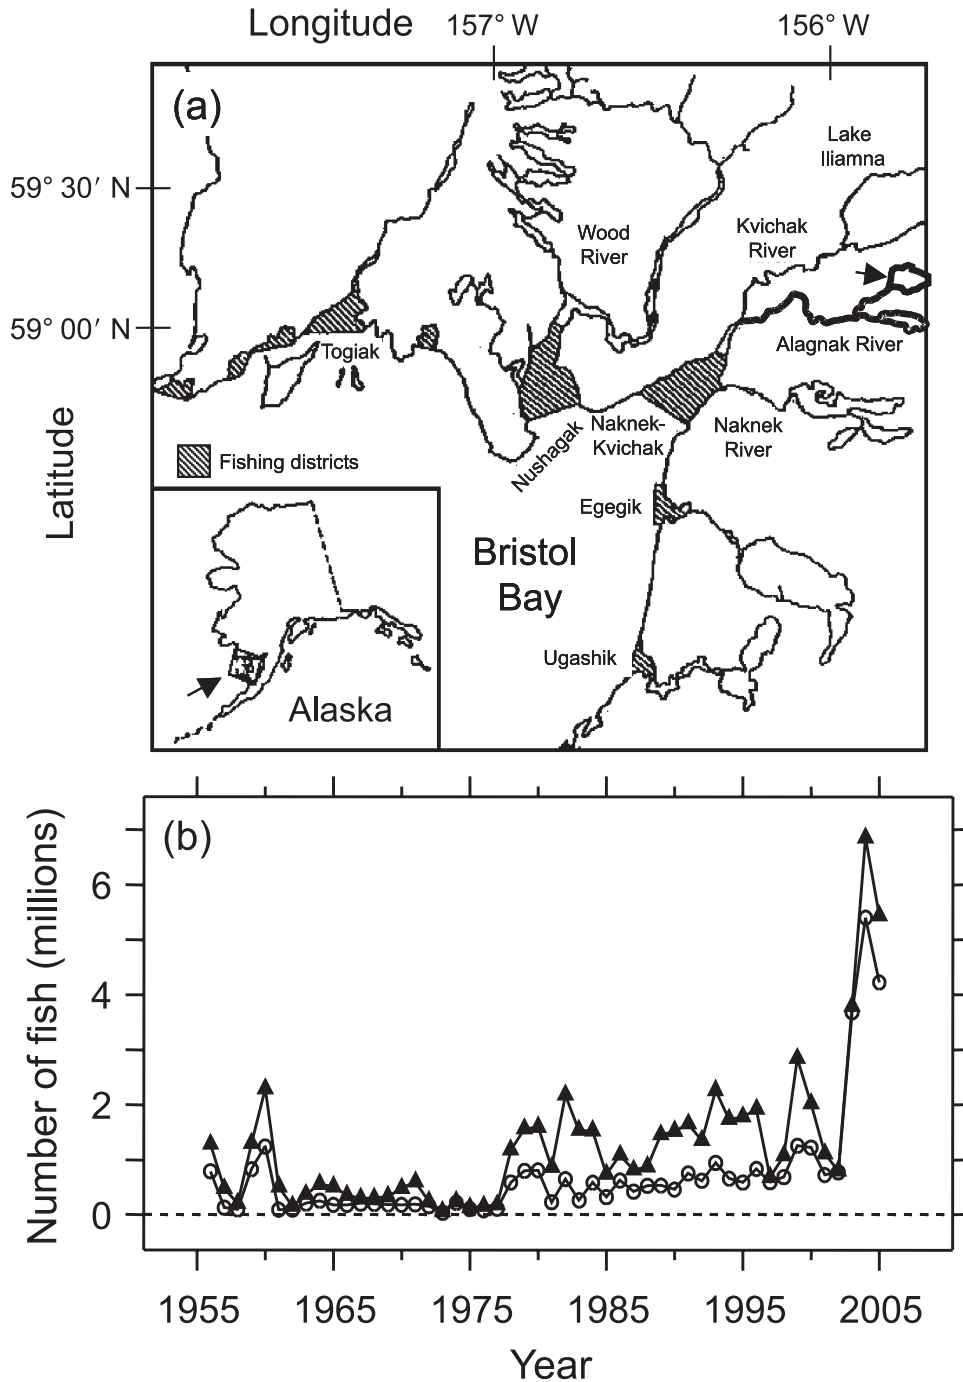 Longitude
157° W
156° W
(a)
Lake
Iliamna
59° 30′ N
Wood
River
Kvichak
River
59° 00′ N
Togiak
Alagnak River
Latitude
Fishing districts
Nushagak
Naknek-
Kvichak
Naknek
River
Egegik
Bristol
Bay
Ugashik
Alaska
(b)
Number of fish (millions)
6
4
2
0
1955
1965
1975
1985
1995
2005
Year